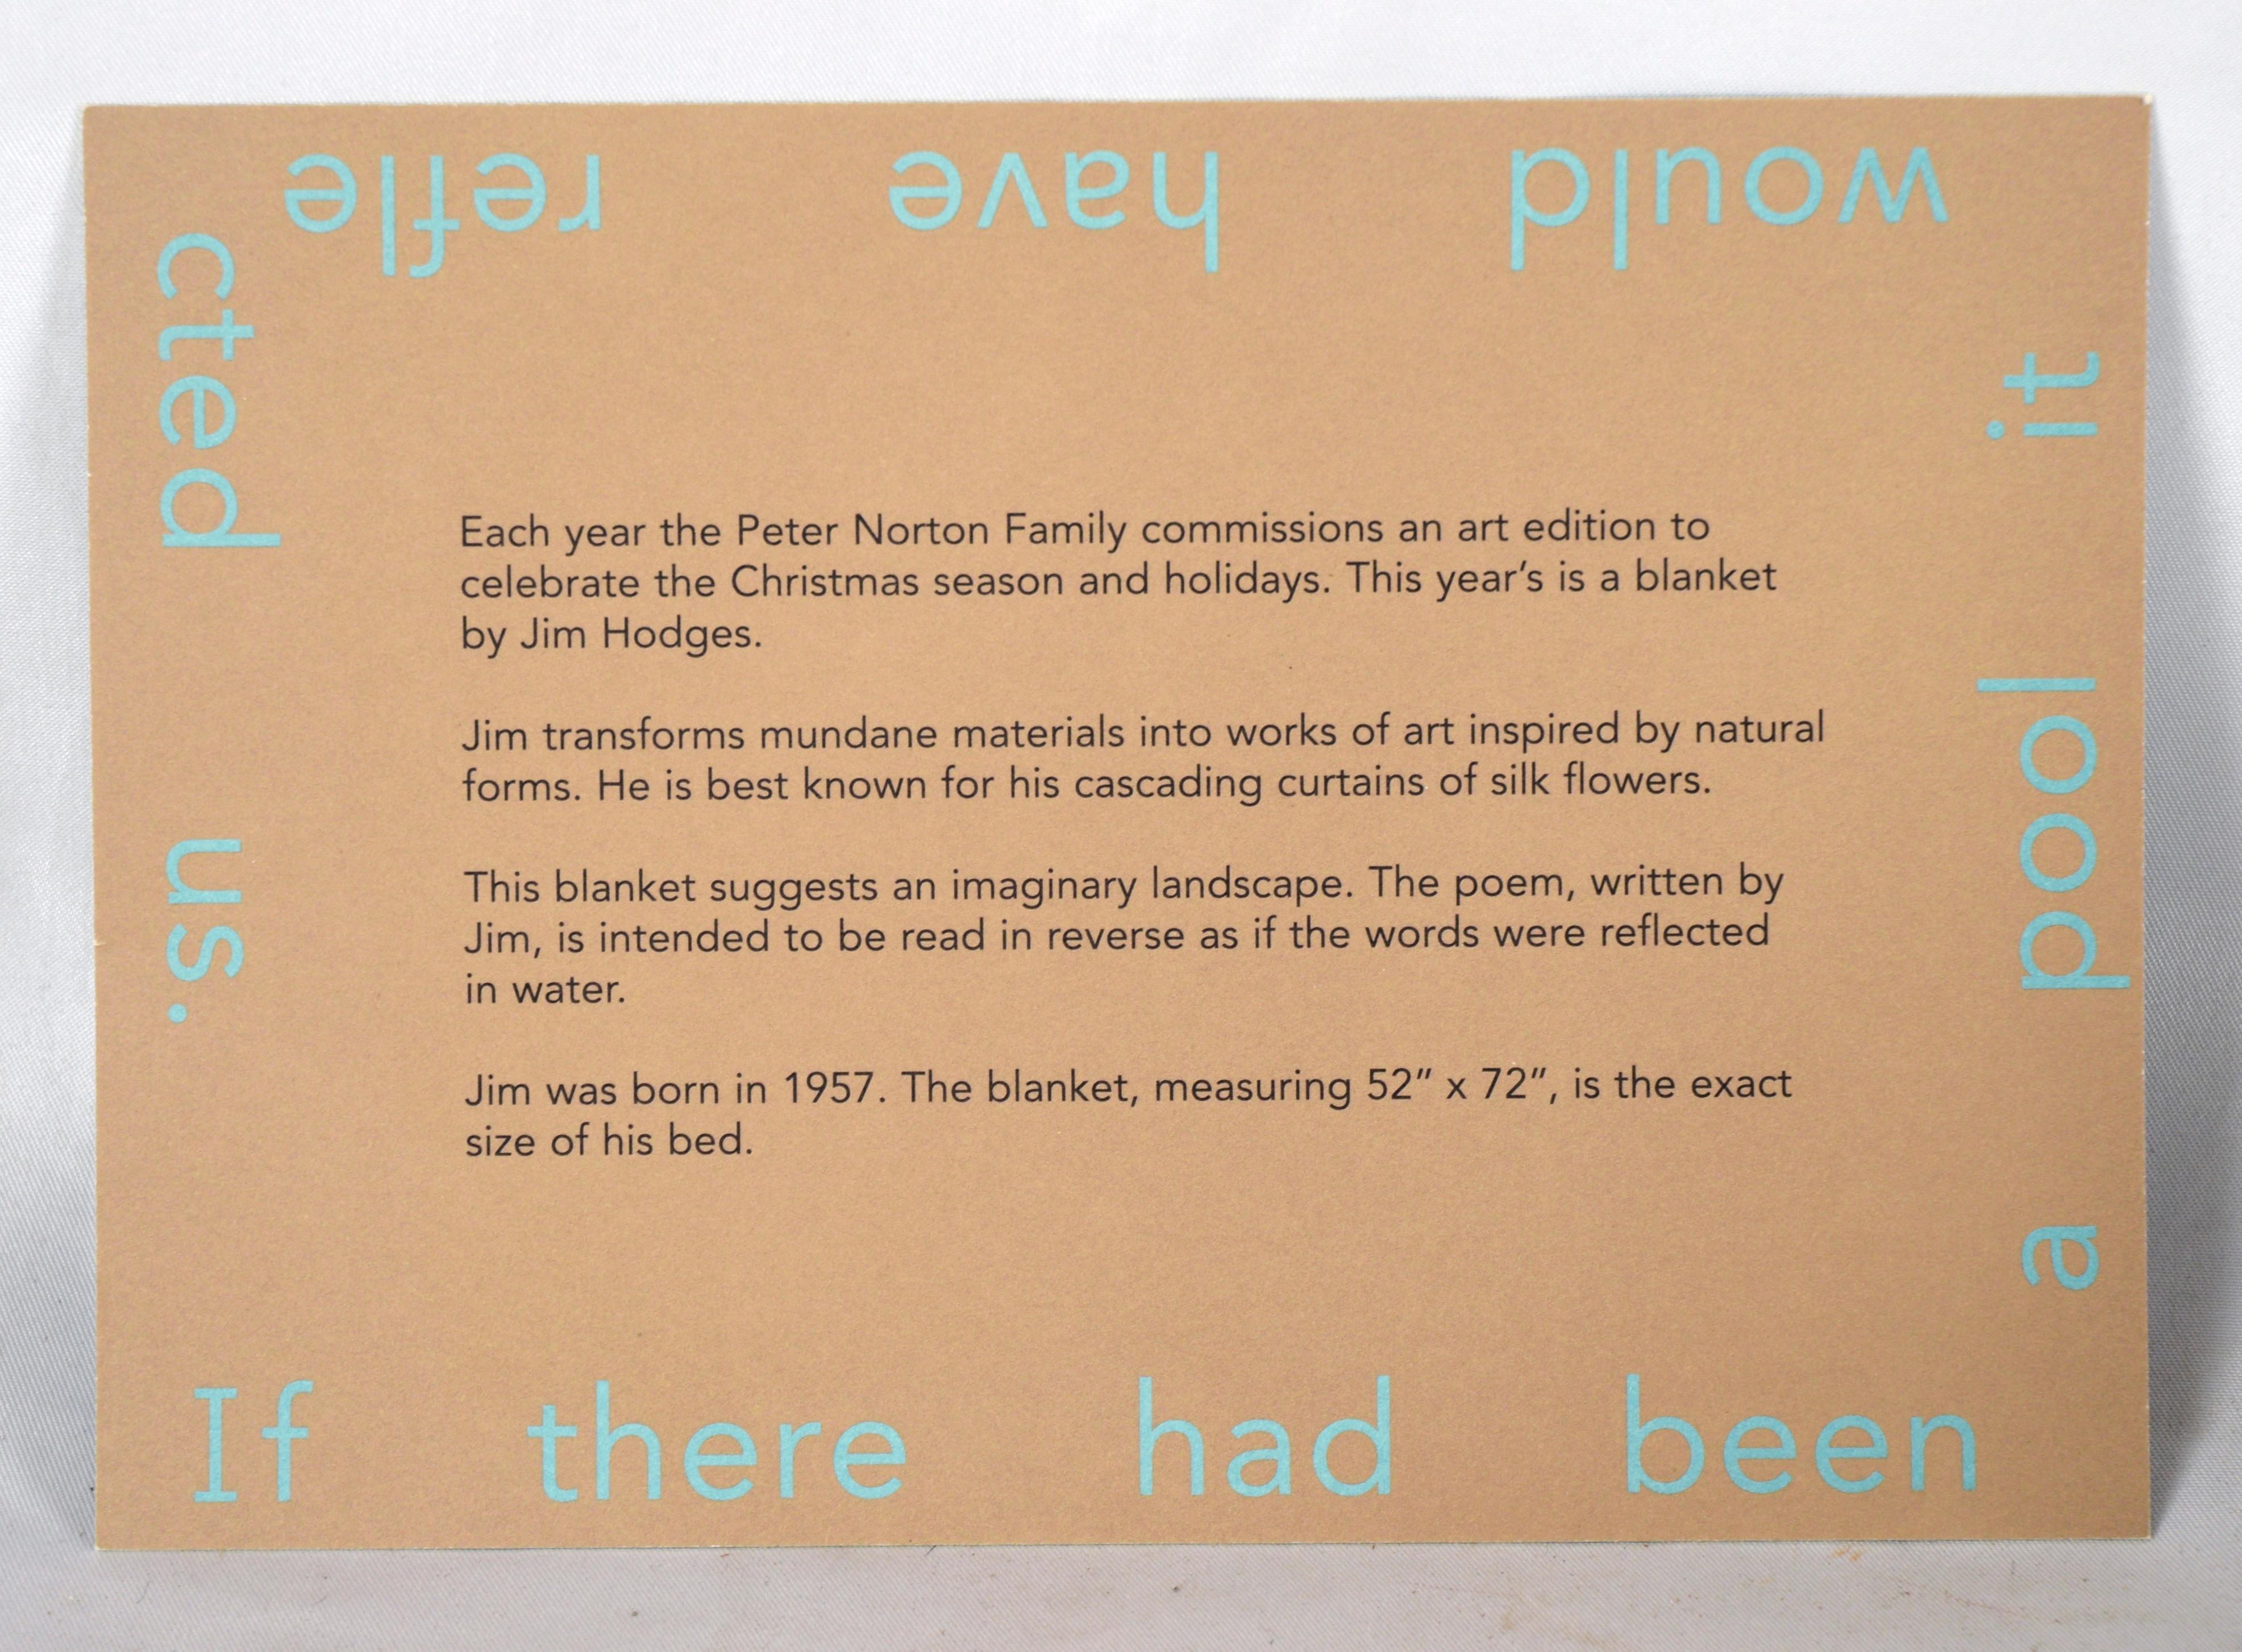 Each year the Peter Norton Family commissions an art edition to
celebrate the Christmas season and holidays. This year's is a blanket
by Jim Hodges.
Jim transforms mundane materials into works of art inspired by natural
forms. He is best known for his cascading curtains of silk flowers.
This blanket suggests an imaginary landscape. The poem, written by
Jim, is intended to be read in reverse as if the words were reflected
in water.
Jim was born in 1957. The blanket, measuring 52" x 72", is the exact
size of his bed.
If there had been
a pool it
would have refle
cted us.